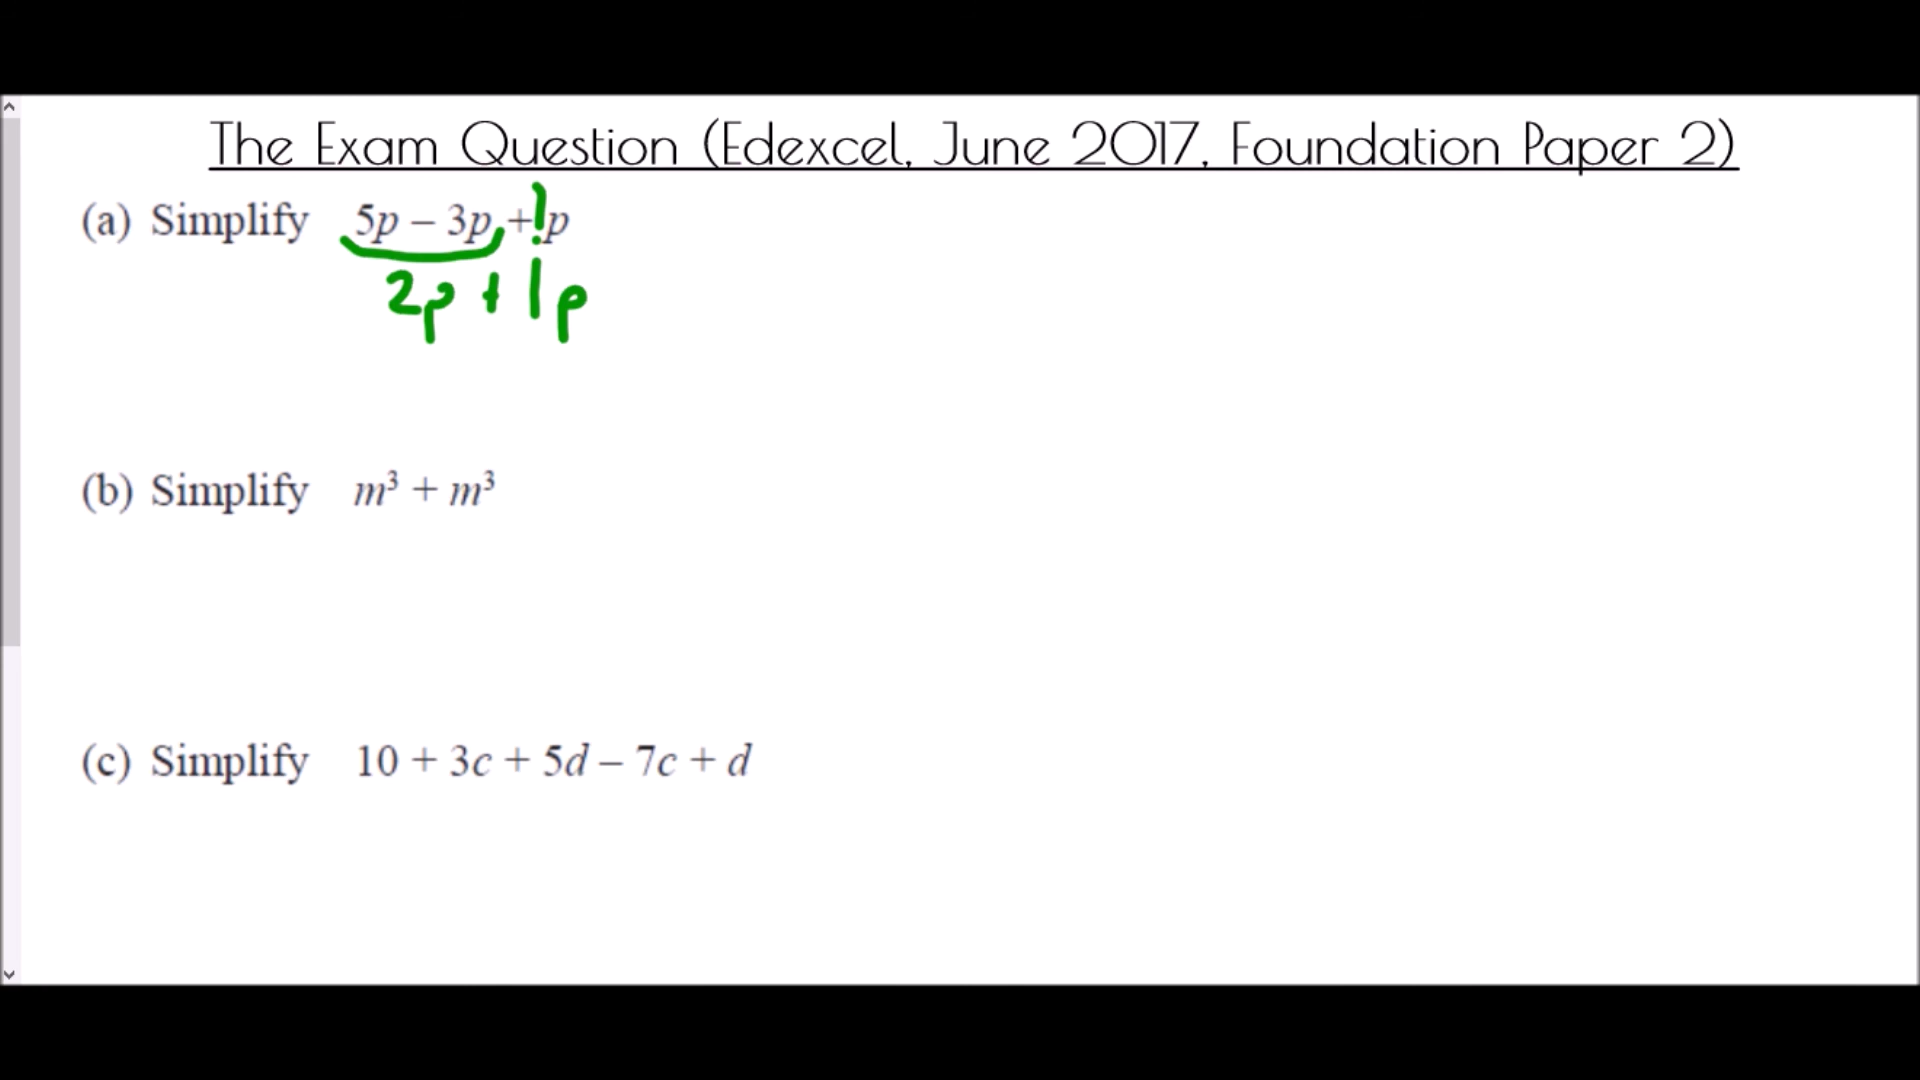 The Exam Question (Edexcel, June 2017, Foundation Paper 2)
(a) Simplify 5p – 3p + 1p
2p + 1p
(b) Simplify m³ + m³
(c) Simplify 10 + 3c + 5d – 7c + d